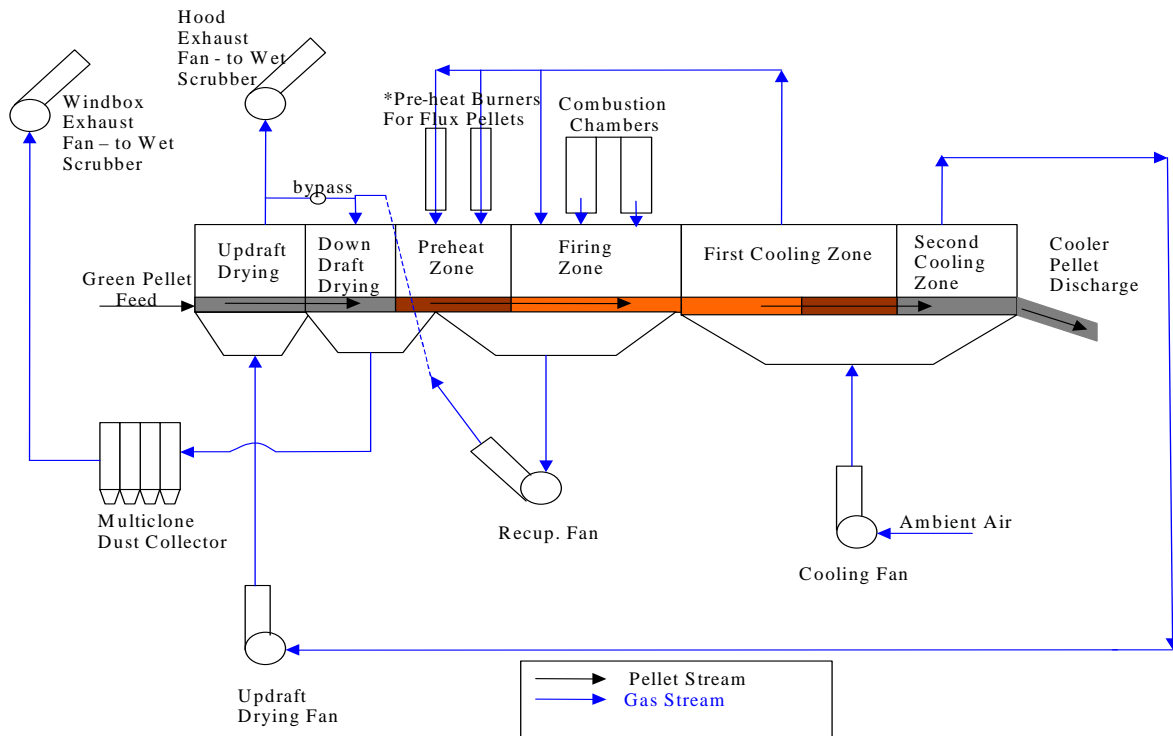 Hood
Exhaust
Fan - to Wet
Scrubber
Windbox
Exhaust
Fan – to Wet
Scrubber
*Pre-heat Burners
For Flux Pellets
Combustion
Chambers
bypass
Updraft
Drying
Down
Draft
Drying
Preheat
Zone
Firing
Zone
First Cooling Zone
Second
Cooling
Zone
Cooler
Pellet
Discharge
Green Pellet
Feed
Multiclone
Dust Collector
Recup. Fan
Ambient Air
Cooling Fan
Updraft
Drying Fan
Pellet Stream
Gas Stream